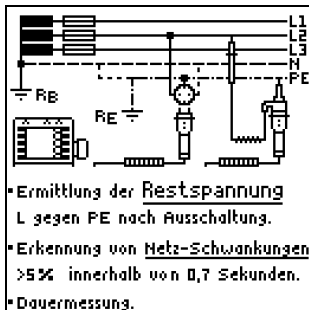 L1
L2
L3
N
PE
RB
RE
▪Ermittlung der Restspannung
L gegen PE nach Ausschaltung.
▪Erkennung von Netz-Schwankungen
>5% innerhalb von 0,7 Sekunden.
▪Dauermessung.